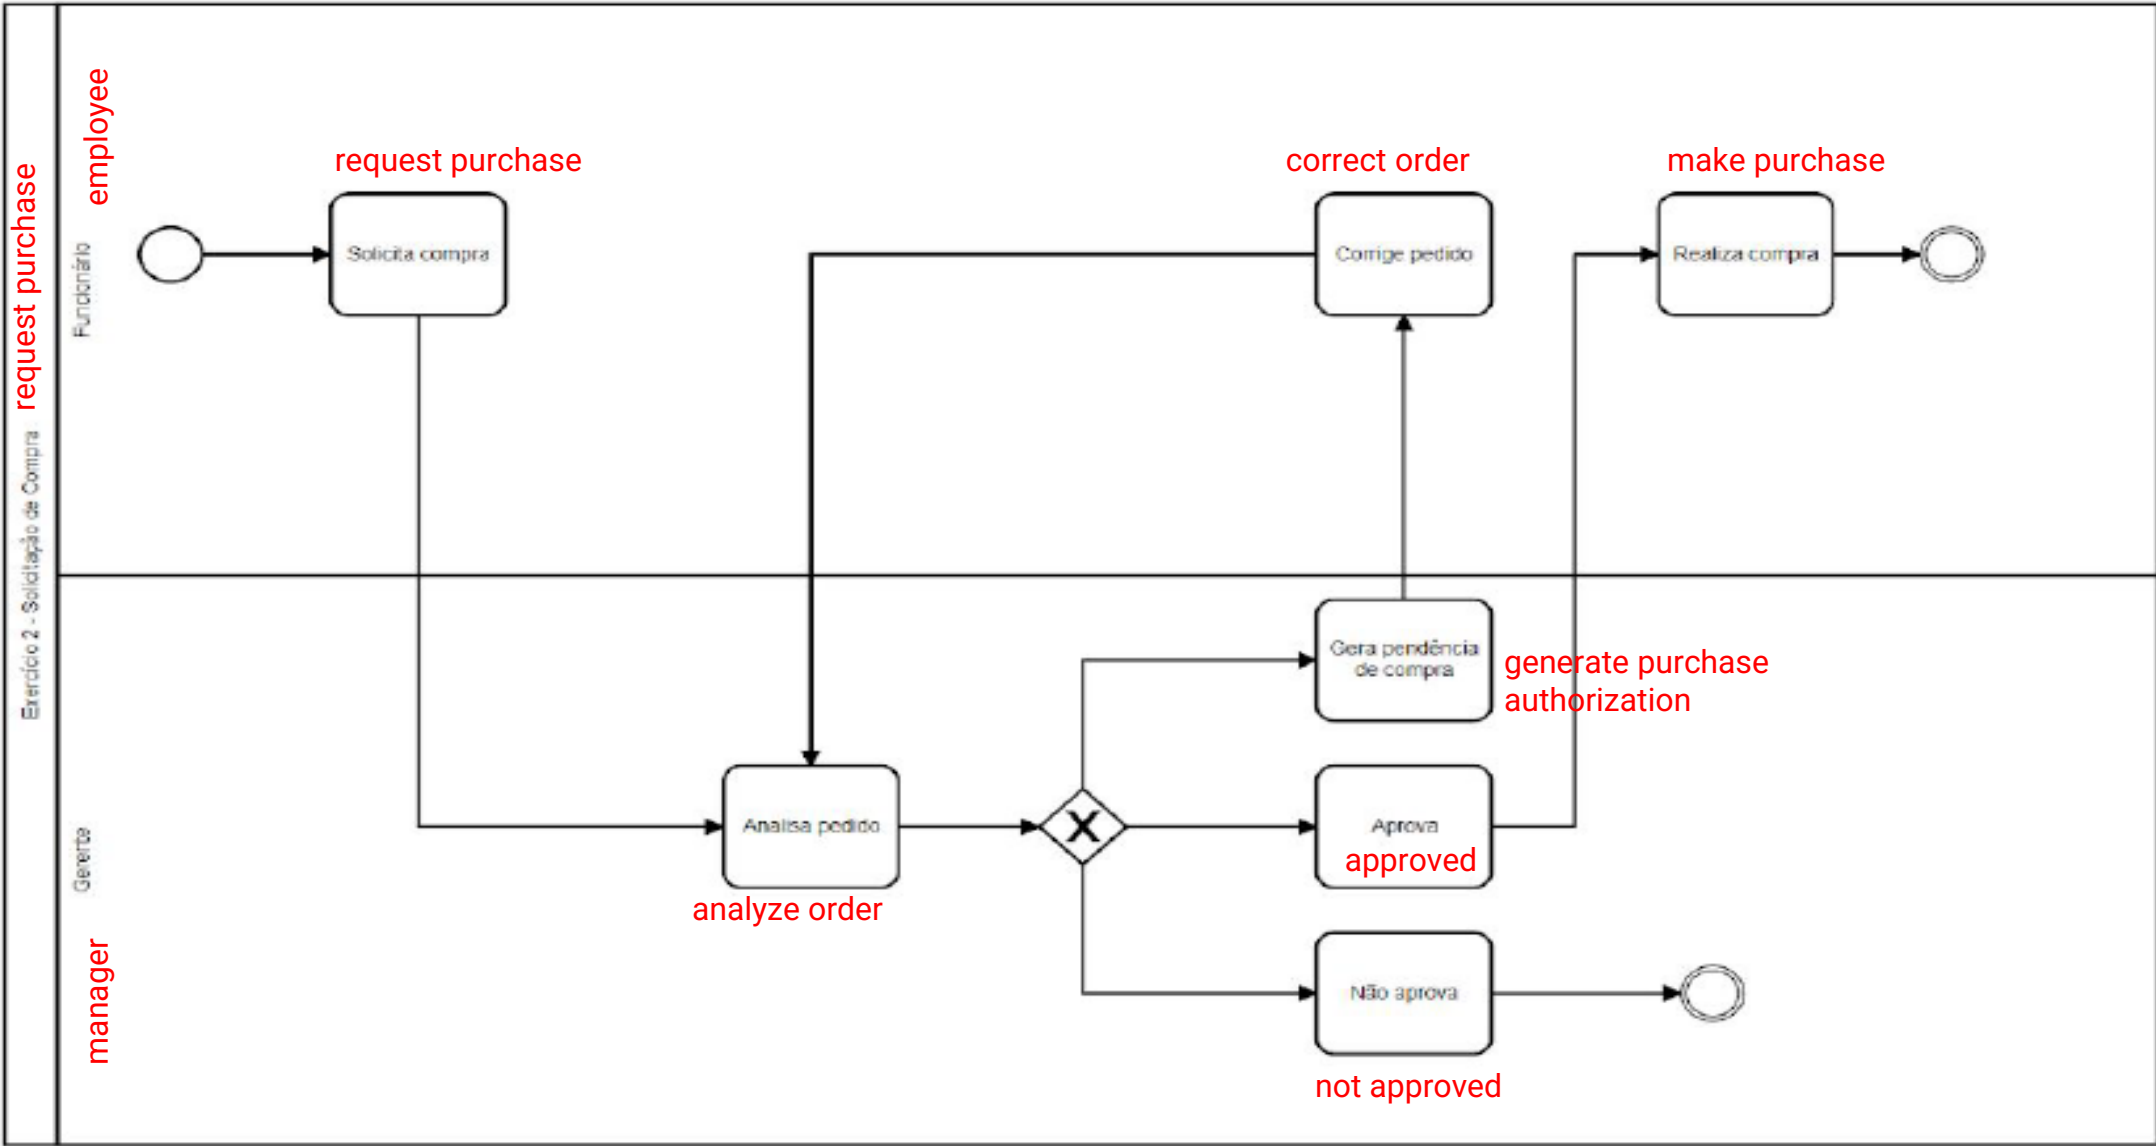 request purchase
Exercício 2 - Solicitação de Compra
employee
Funcionário
request purchase
Solicita compra
correct order
Corrige pedido
make purchase
Realiza compra
manager
Gerente
Analisa pedido
analyze order
X
Gera pendência
de compra
generate purchase
authorization
Aprova
approved
Não aprova
not approved